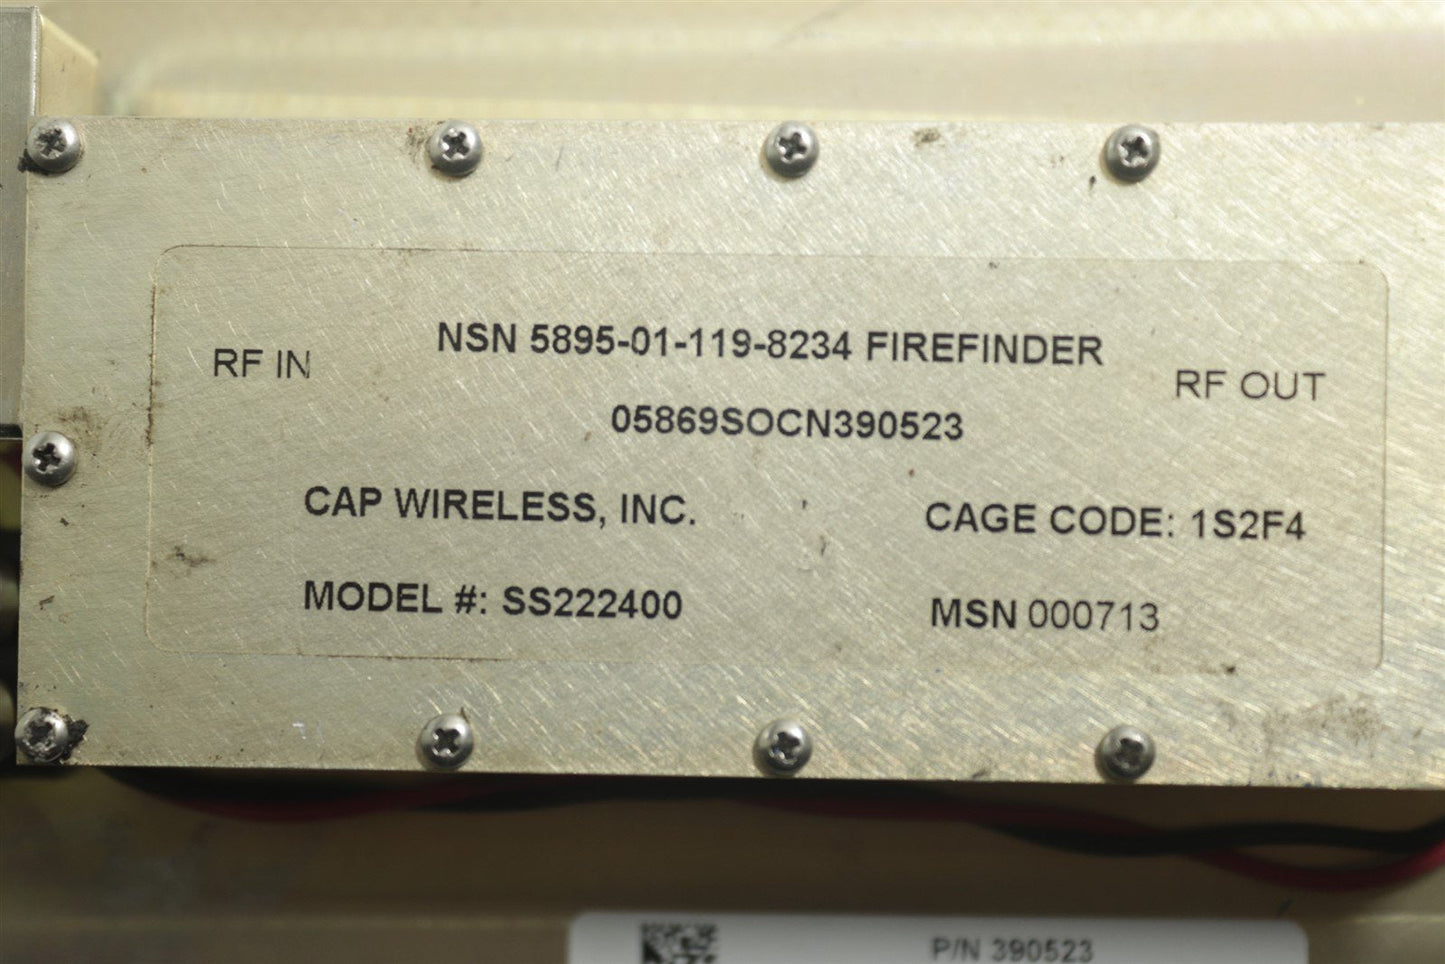 NSN 5895-01-119-8234 FIREFINDER
RF IN
RF OUT
05869SOCN390523
CAP WIRELESS, INC.
CAGE CODE: 1S2F4
MODEL #: SS222400
MSN 000713
P/N 390523